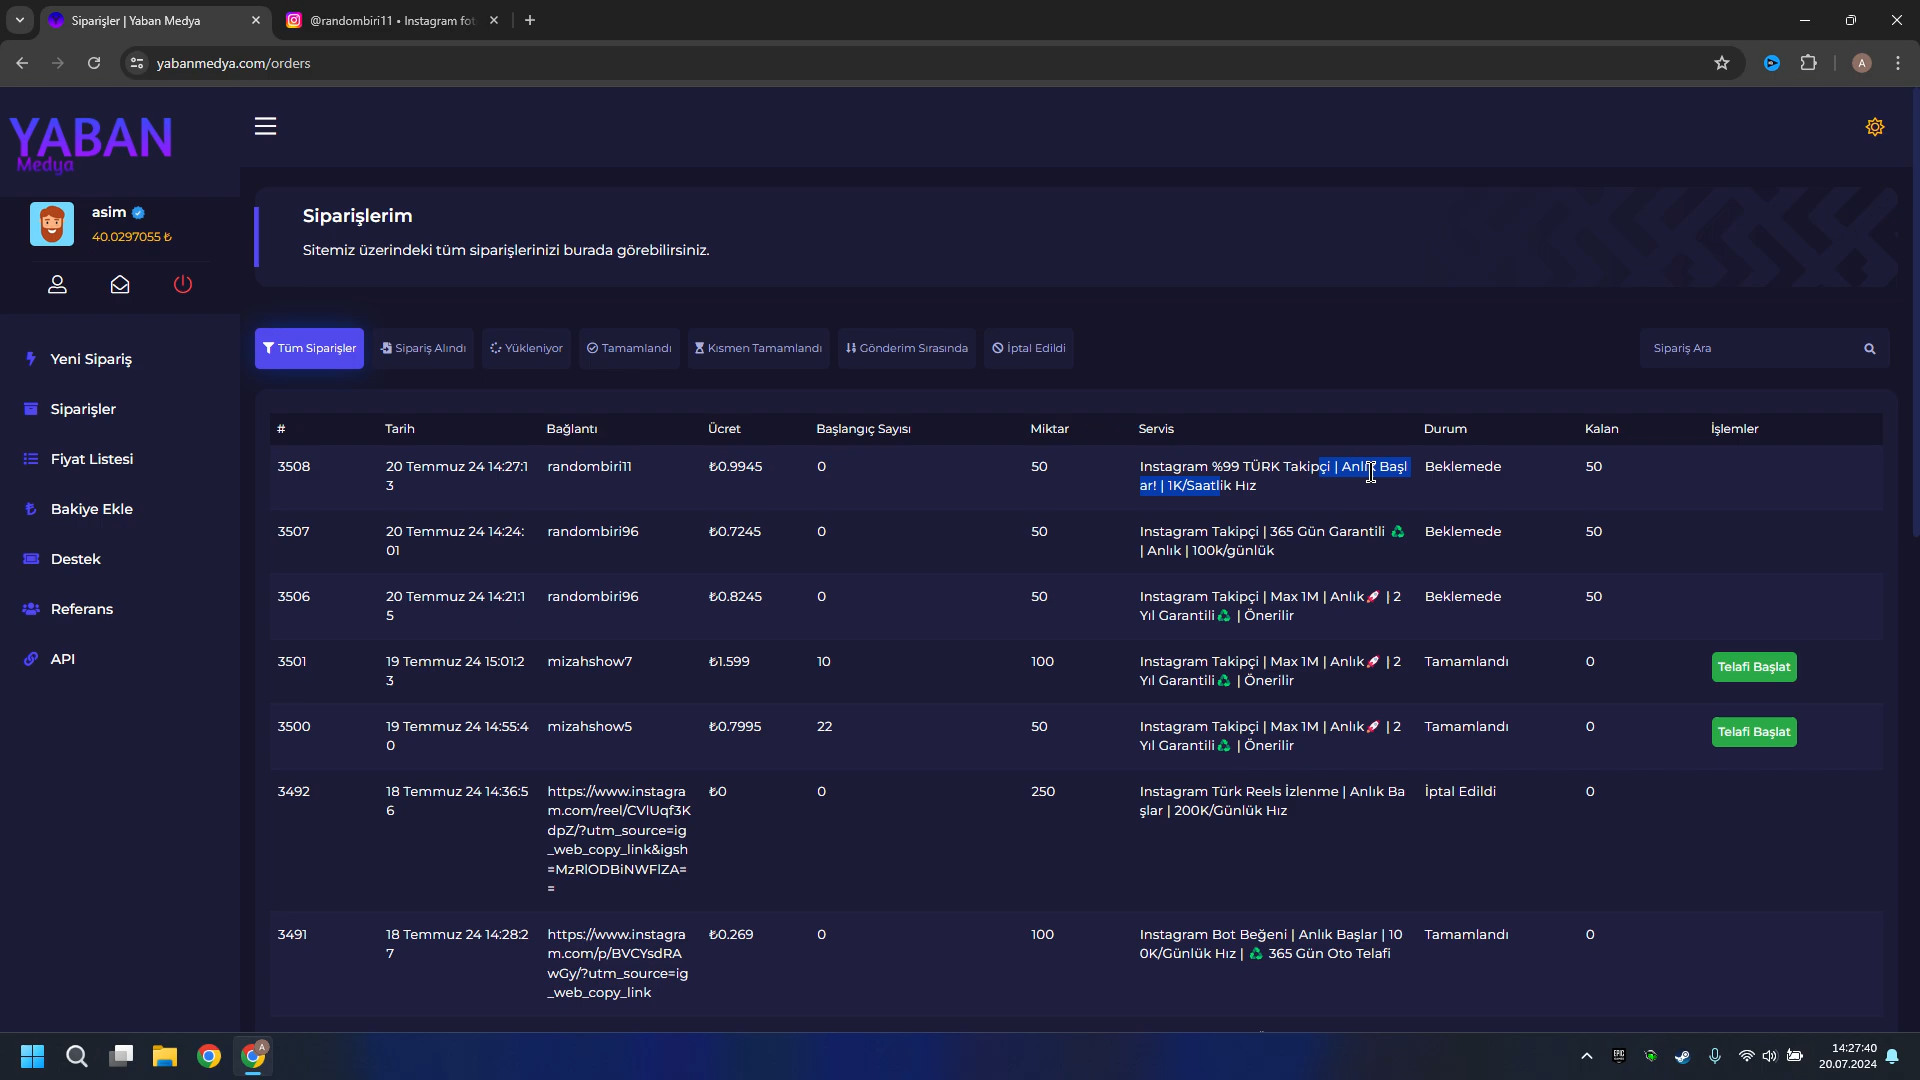 Siparişler | Yaban Medya
@randombiri11 • Instagram fot
yabanmedya.com/orders
A
YABAN
Medya
asim
40.0297055 ₺
Yeni Sipariş
Siparişler
Fiyat Listesi
Bakiye Ekle
Destek
Referans
API
Siparişlerim
Sitemiz üzerindeki tüm siparişlerinizi burada görebilirsiniz.
Tüm Siparişler
Sipariş Alındı
Yükleniyor
Tamamlandı
Kısmen Tamamlandı
Gönderim Sırasında
İptal Edildi
Sipariş Ara
# Tarih Bağlantı Ücret Başlangıç Sayısı Miktar Servis Durum Kalan İşlemler
3508 20 Temmuz 24 14:27:1 randombiri11 ₺0.9945 0 50 Instagram %99 TÜRK Takipçi | Anlık Başl Beklemede 50
3 ar! | 1K/Saatlik Hız
3507 20 Temmuz 24 14:24: randombiri96 ₺0.7245 0 50 Instagram Takipçi | 365 Gün Garantili ♻️ Beklemede 50
01 | Anlık | 100k/günlük
3506 20 Temmuz 24 14:21:1 randombiri96 ₺0.8245 0 50 Instagram Takipçi | Max 1M | Anlık🚀 | 2 Beklemede 50
5 Yıl Garantili♻️ | Önerilir
3501 19 Temmuz 24 15:01:2 mizahshow7 ₺1.599 10 100 Instagram Takipçi | Max 1M | Anlık🚀 | 2 Tamamlandı 0 Telafi Başlat
3 Yıl Garantili♻️ | Önerilir
3500 19 Temmuz 24 14:55:4 mizahshow5 ₺0.7995 22 50 Instagram Takipçi | Max 1M | Anlık🚀 | 2 Tamamlandı 0 Telafi Başlat
0 Yıl Garantili♻️ | Önerilir
3492 18 Temmuz 24 14:36:5 https://www.instagra ₺0 0 250 Instagram Türk Reels İzlenme | Anlık Ba İptal Edildi 0
6 m.com/reel/CVlUqf3K şlar | 200K/Günlük Hız
dpZ/?utm_source=ig
_web_copy_link&igsh
=MzRlODBiNWFlZA=
=
3491 18 Temmuz 24 14:28:2 https://www.instagra ₺0.269 0 100 Instagram Bot Beğeni | Anlık Başlar | 10 Tamamlandı 0
7 m.com/p/BVCYsdRA 0K/Günlük Hız | ♻️ 365 Gün Oto Telafi
wGy/?utm_source=ig
_web_copy_link
A
EPIC
14:27:40
20.07.2024